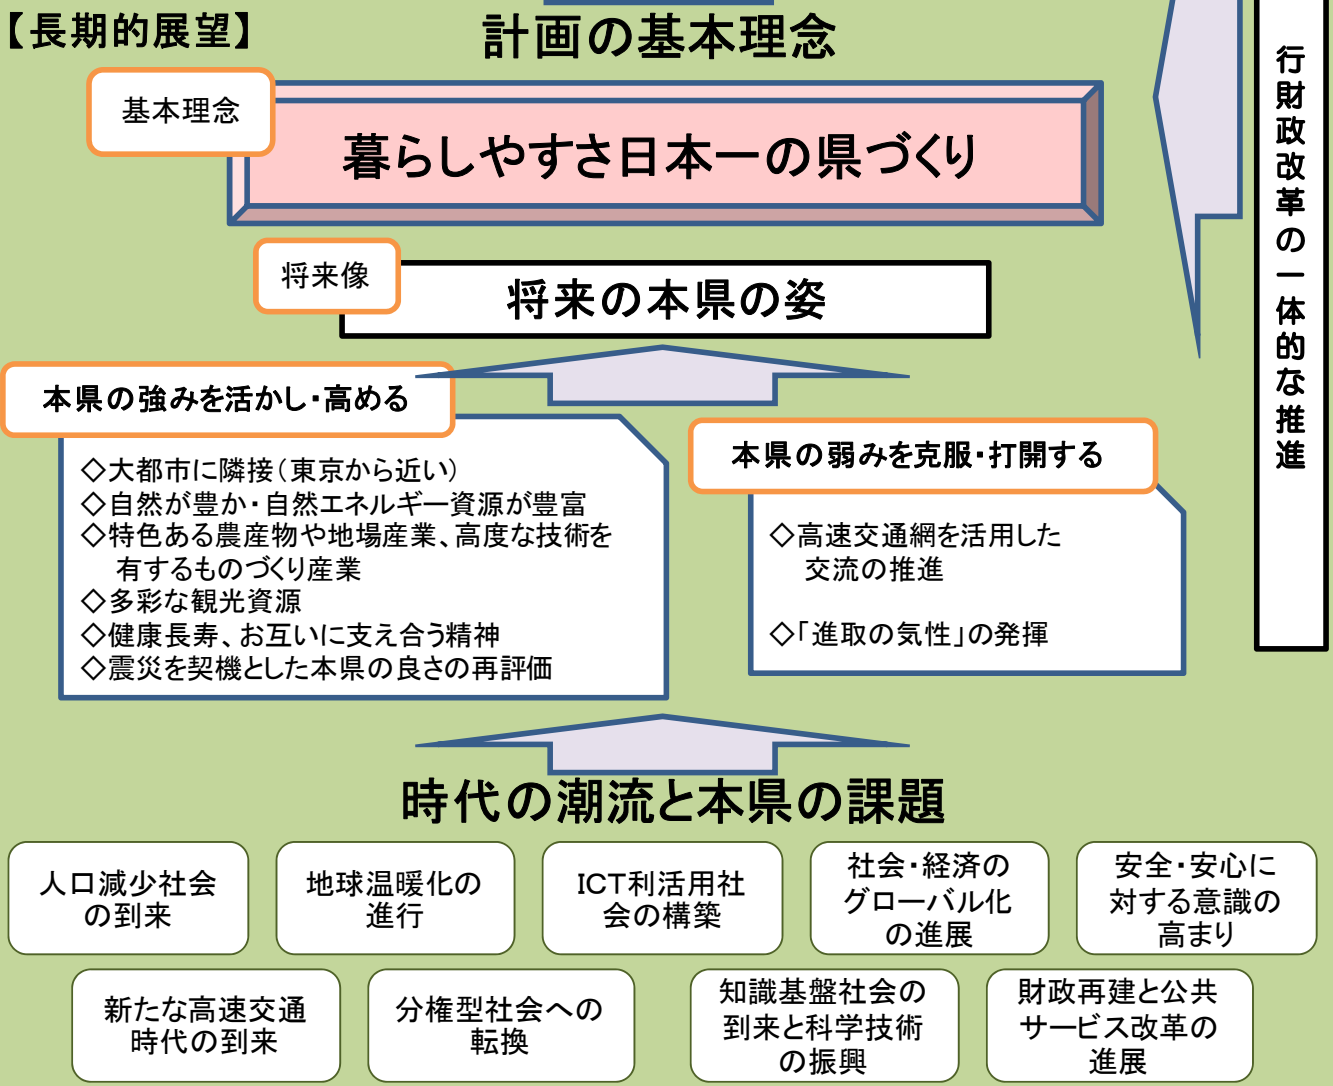 【長期的展望】
計画の基本理念
基本理念
暮らしやすさ日本一の県づくり
将来像
将来の本県の姿
本県の強みを活かし・高める
◇大都市に隣接(東京から近い)
◇自然が豊か・自然エネルギー資源が豊富
◇特色ある農産物や地場産業、高度な技術を
有するものづくり産業
◇多彩な観光資源
◇健康長寿、お互いに支え合う精神
◇震災を契機とした本県の良さの再評価
本県の弱みを克服・打開する
◇高速交通網を活用した
交流の推進
◇「進取の気性」の発揮
行財政改革の一体的な推進
時代の潮流と本県の課題
人口減少社会
の到来
地球温暖化の
進行
ICT利活用社
会の構築
社会・経済の
グローバル化
の進展
安全・安心に
対する意識の
高まり
新たな高速交通
時代の到来
分権型社会への
転換
知識基盤社会の
到来と科学技術
の振興
財政再建と公共
サービス改革の
進展